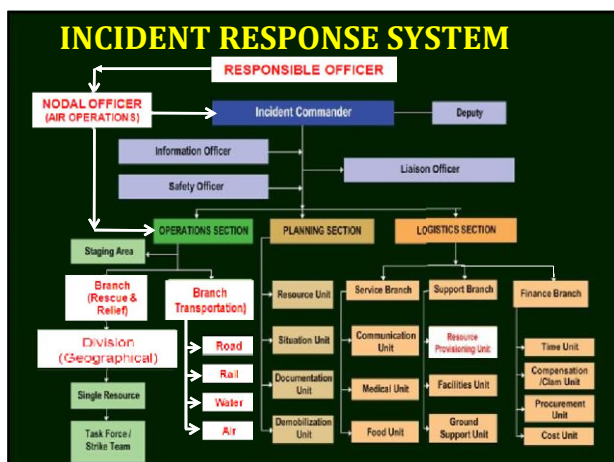 INCIDENT RESPONSE SYSTEM
RESPONSIBLE OFFICER
NODAL OFFICER
(AIR OPERATIONS)
Incident Commander
Deputy
Information Officer
Liaison Officer
Safety Officer
OPERATIONS SECTION
PLANNING SECTION
LOGISTICS SECTION
Staging Area
Branch
(Rescue &
Relief)
Branch
Transportation)
Division
(Geographical)
Single Resource
Task Force /
Strike Team
Road
Rail
Water
Air
Resource Unit
Situation Unit
Documentation
Unit
Demobilization
Unit
Service Branch
Communication
Unit
Medical Unit
Food Unit
Support Branch
Resource
Provisioning Unit
Facilities Unit
Ground
Support Unit
Finance Branch
Time Unit
Compensation
/Clam Unit
Procurement
Unit
Cost Unit